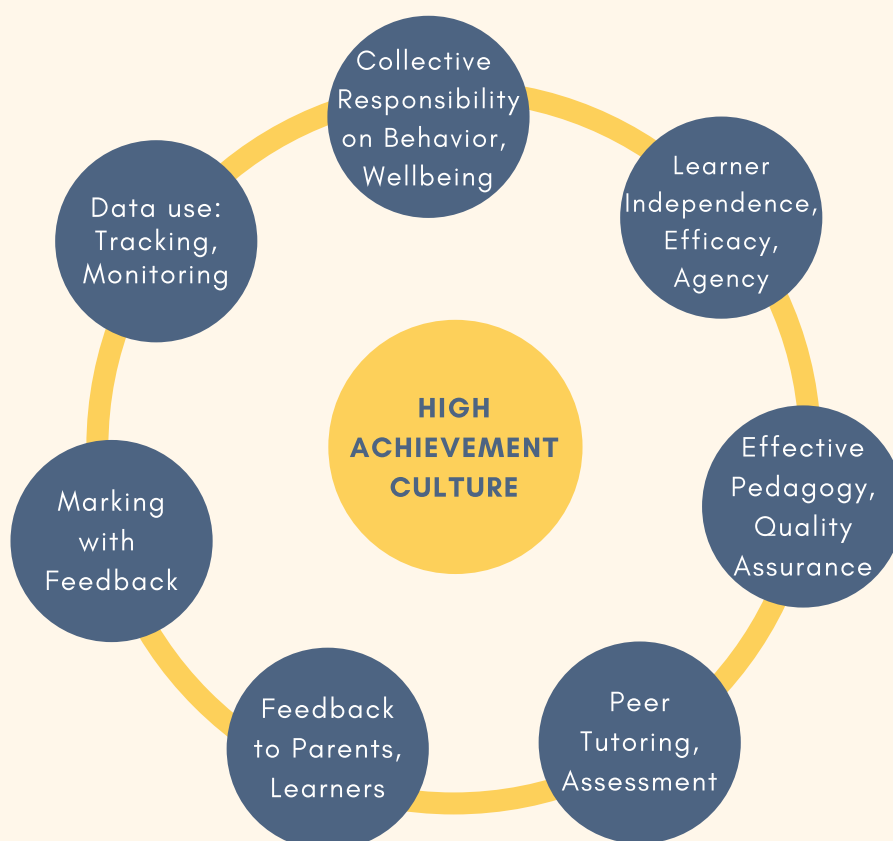 Collective
Responsibility
on Behavior,
Wellbeing
Learner
Independence,
Efficacy,
Agency
Effective
Pedagogy,
Quality
Assurance
Peer
Tutoring,
Assessment
Feedback
to Parents,
Learners
Marking
with
Feedback
Data use:
Tracking,
Monitoring
HIGH
ACHIEVEMENT
CULTURE